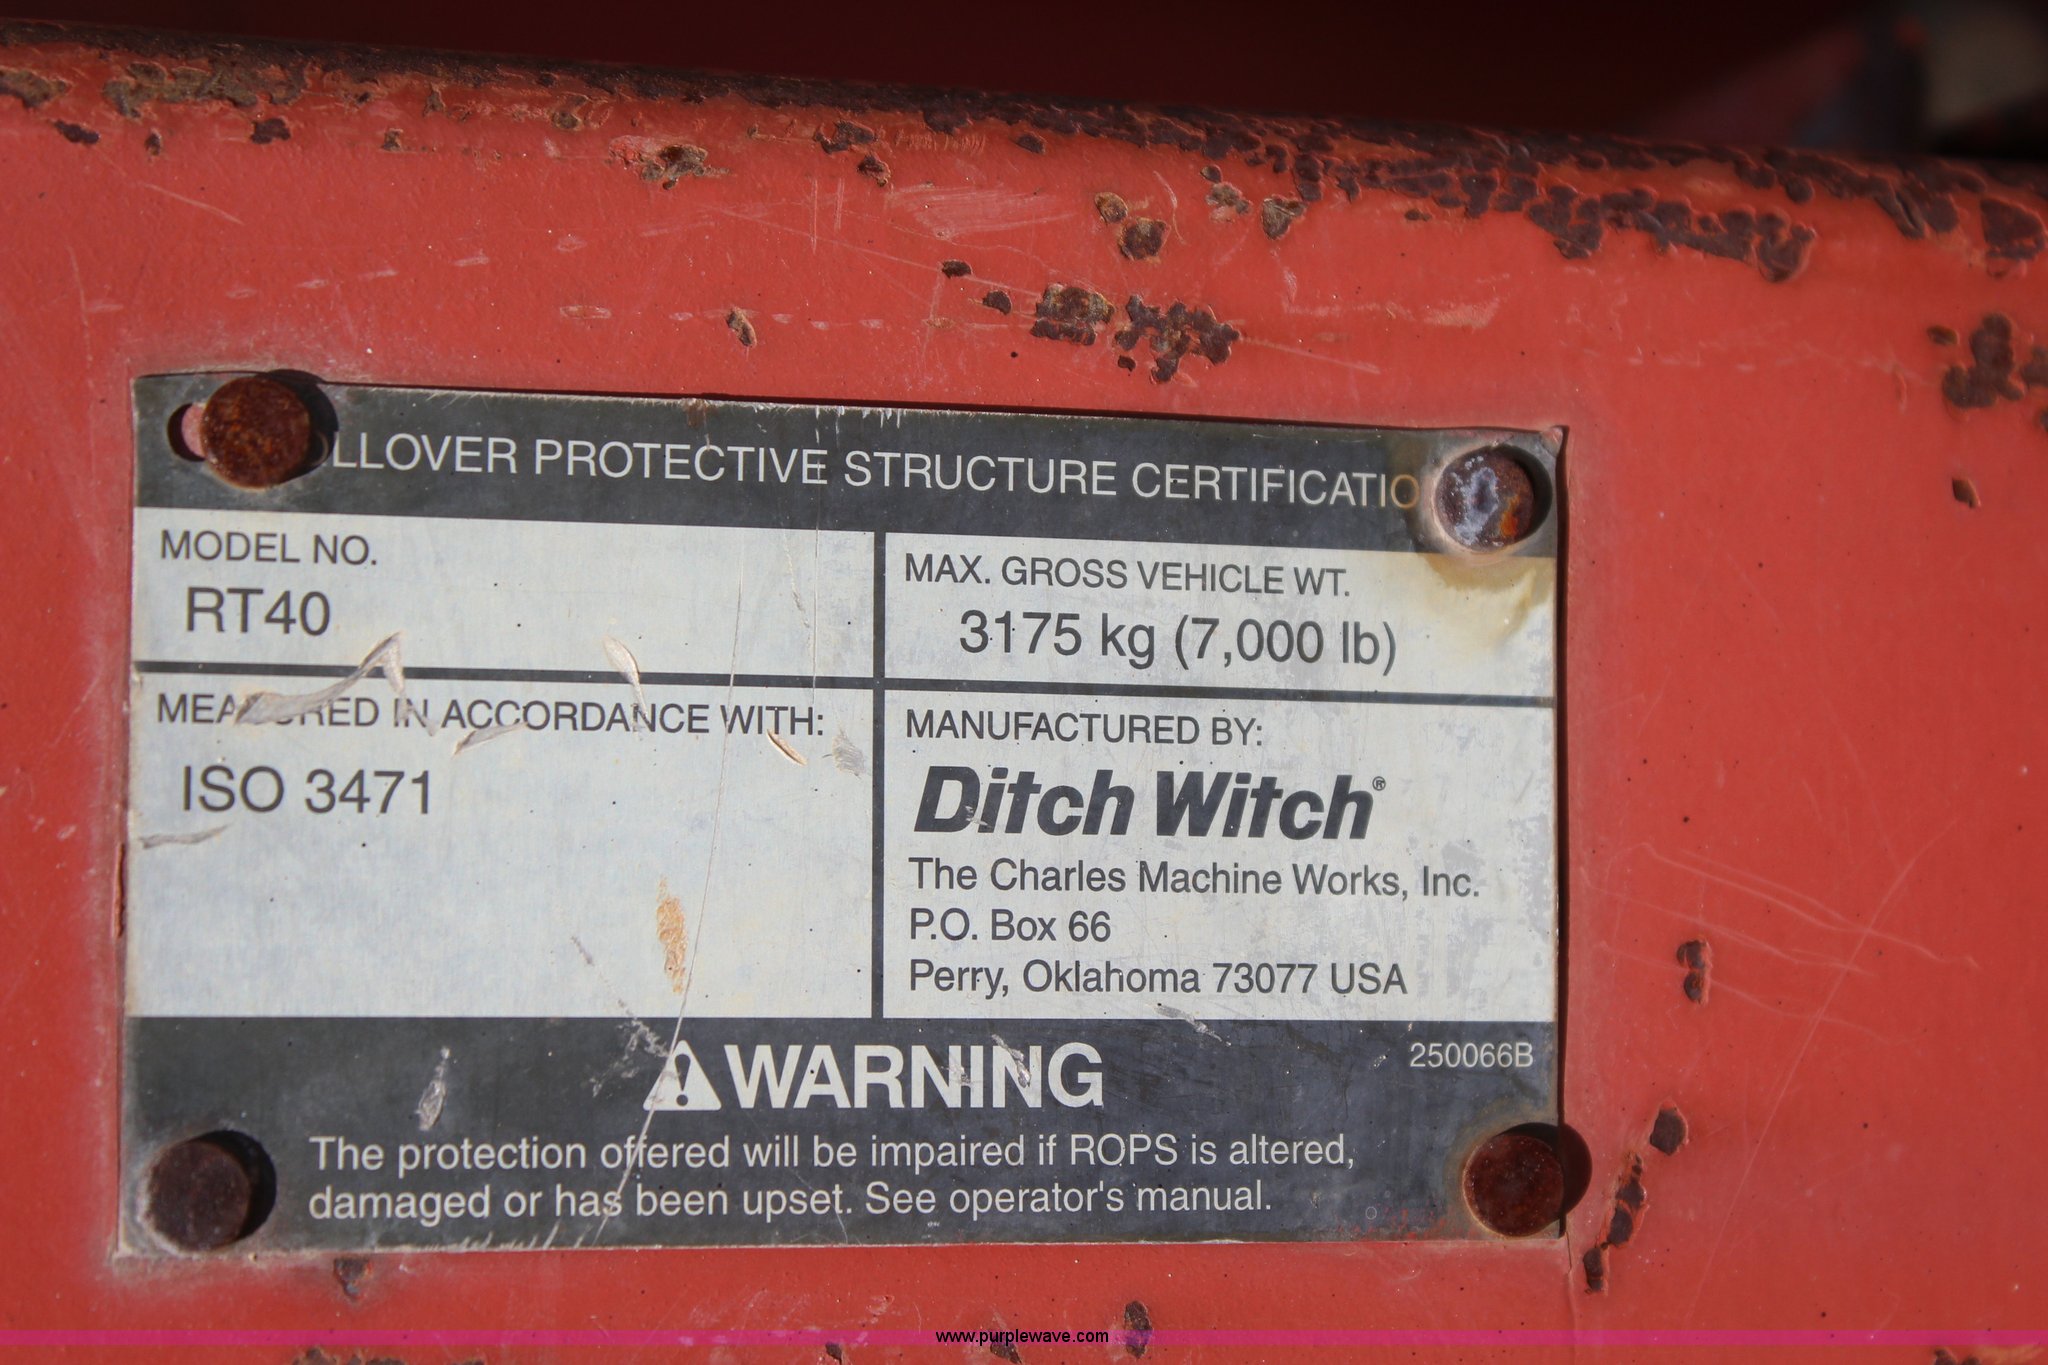 LLOVER PROTECTIVE STRUCTURE CERTIFICATIO
MODEL NO.
RT40
MAX. GROSS VEHICLE WT.
3175 kg (7,000 lb)
MEASURED IN ACCORDANCE WITH:
ISO 3471
MANUFACTURED BY:
Ditch Witch®
The Charles Machine Works, Inc.
P.O. Box 66
Perry, Oklahoma 73077 USA
WARNING
250066B
The protection offered will be impaired if ROPS is altered,
damaged or has been upset. See operator's manual.
www.purplewave.com